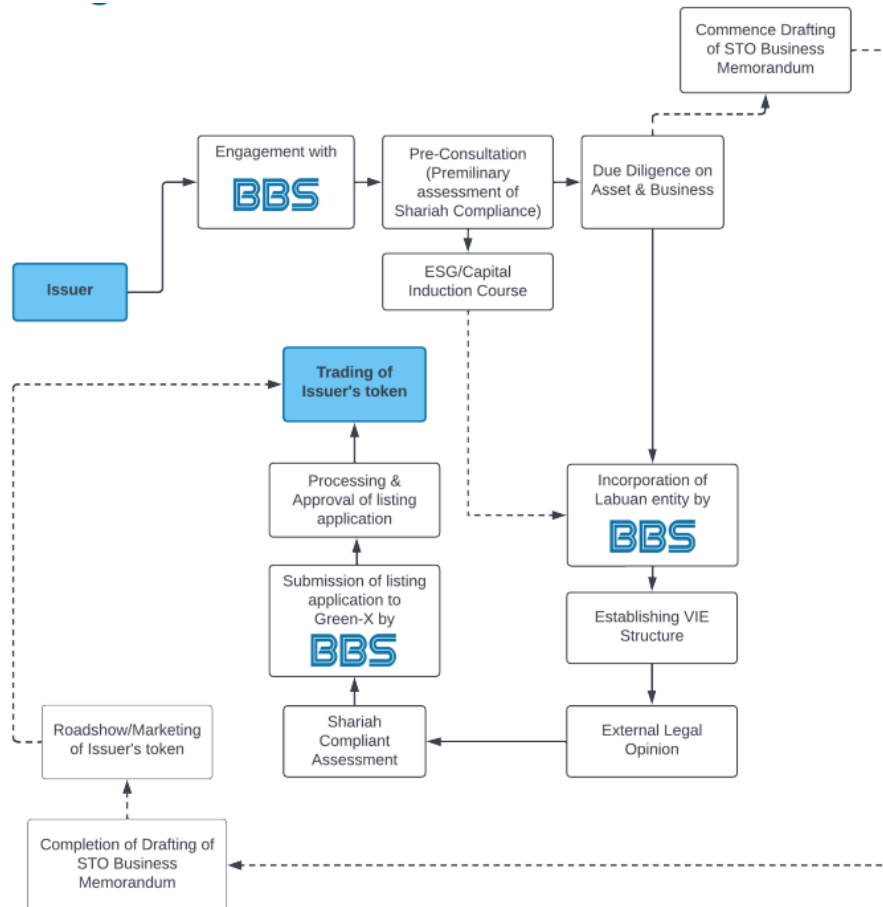 Commence Drafting
of STO Business
Memorandum
Engagement with
BBS
Pre-Consultation
(Premilinary
assessment of
Shariah Compliance)
Due Diligence on
Asset & Business
ESG/Capital
Induction Course
Issuer
Trading of
Issuer's token
Processing &
Approval of listing
application
Incorporation of
Labuan entity by
BBS
Submission of listing
application to
Green-X by
BBS
Establishing VIE
Structure
Shariah
Compliant
Assessment
External Legal
Opinion
Roadshow/Marketing
of Issuer's token
Completion of Drafting of
STO Business
Memorandum